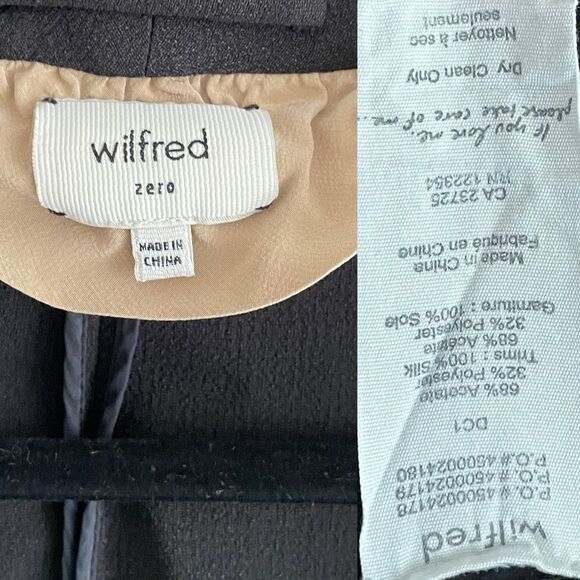 wilfred
zero
MADE IN
CHINA
wilfred
P.O.# 4500024178
P.O.# 4500024179
P.O.# 4500024180
DC1
68% Acetate
32% Polyester
Trims : 100% Silk
68% Acétate
32% Polyester
Garniture : 100% Soie
Made in China
Fabriqué en Chine
CA 23725
RN 122354
If you love me,
please take care of me...
Dry Clean Only
Nettoyer à sec
seulement